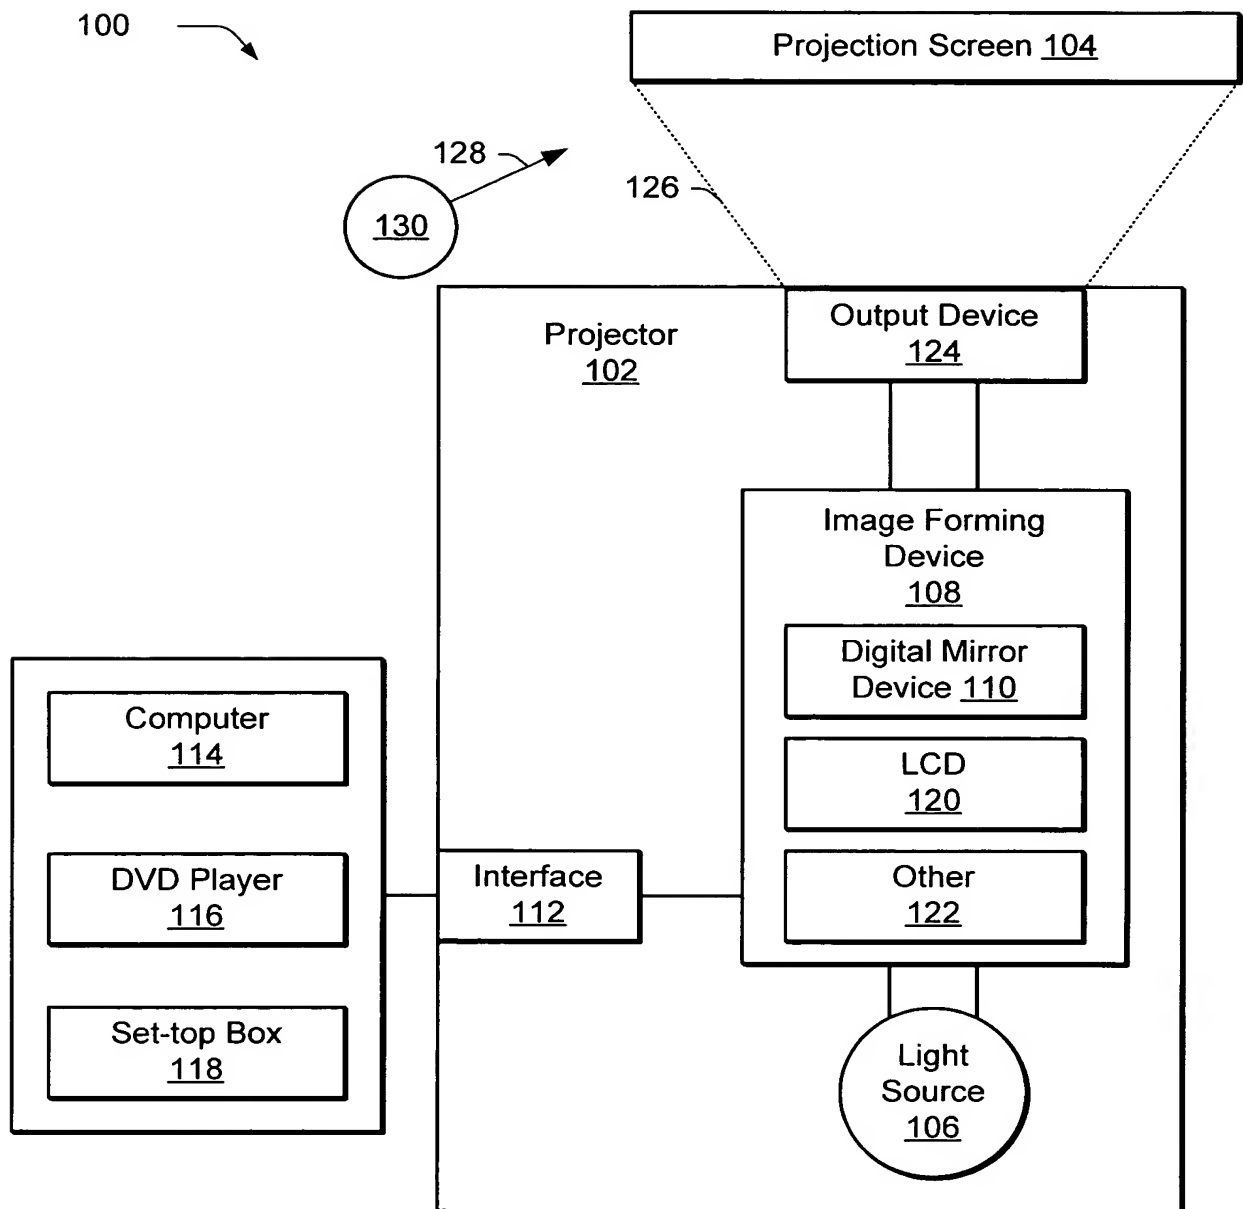 100
Projection Screen 104
128
126
130
Projector
102
Output Device
124
Image Forming
Device
108
Digital Mirror
Device 110
LCD
120
Other
122
Computer
114
DVD Player
116
Set-top Box
118
Interface
112
Light
Source
106